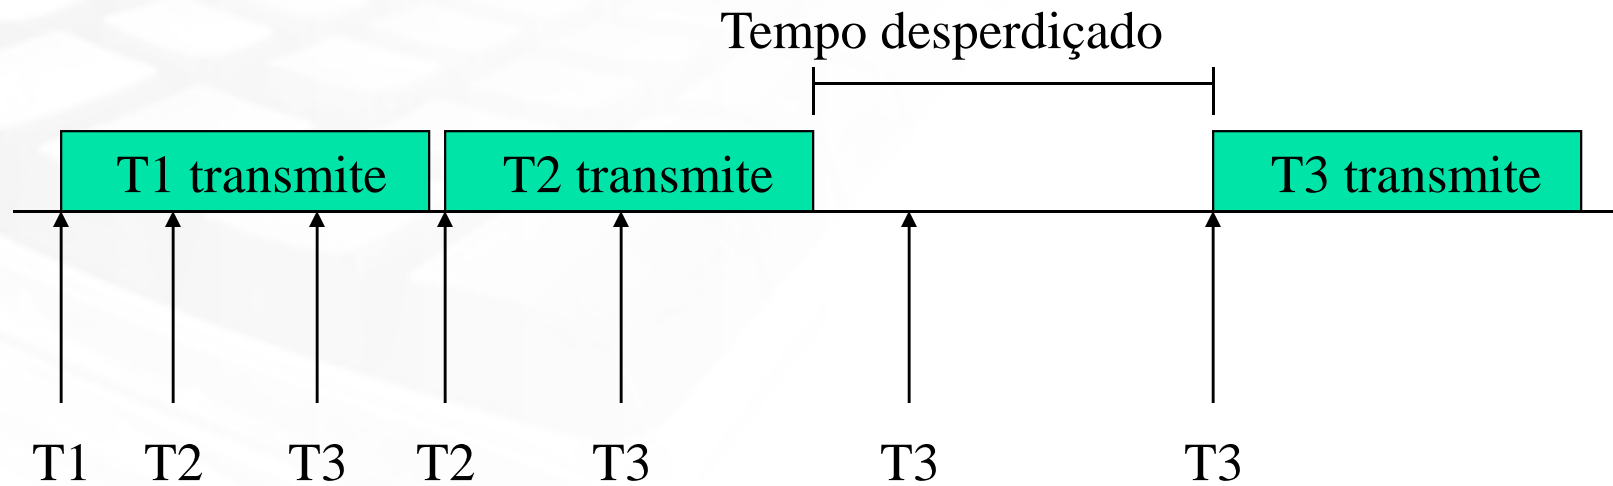 Tempo desperdiçado
T1 transmite
T2 transmite
T3 transmite
T1
T2
T3
T2
T3
T3
T3